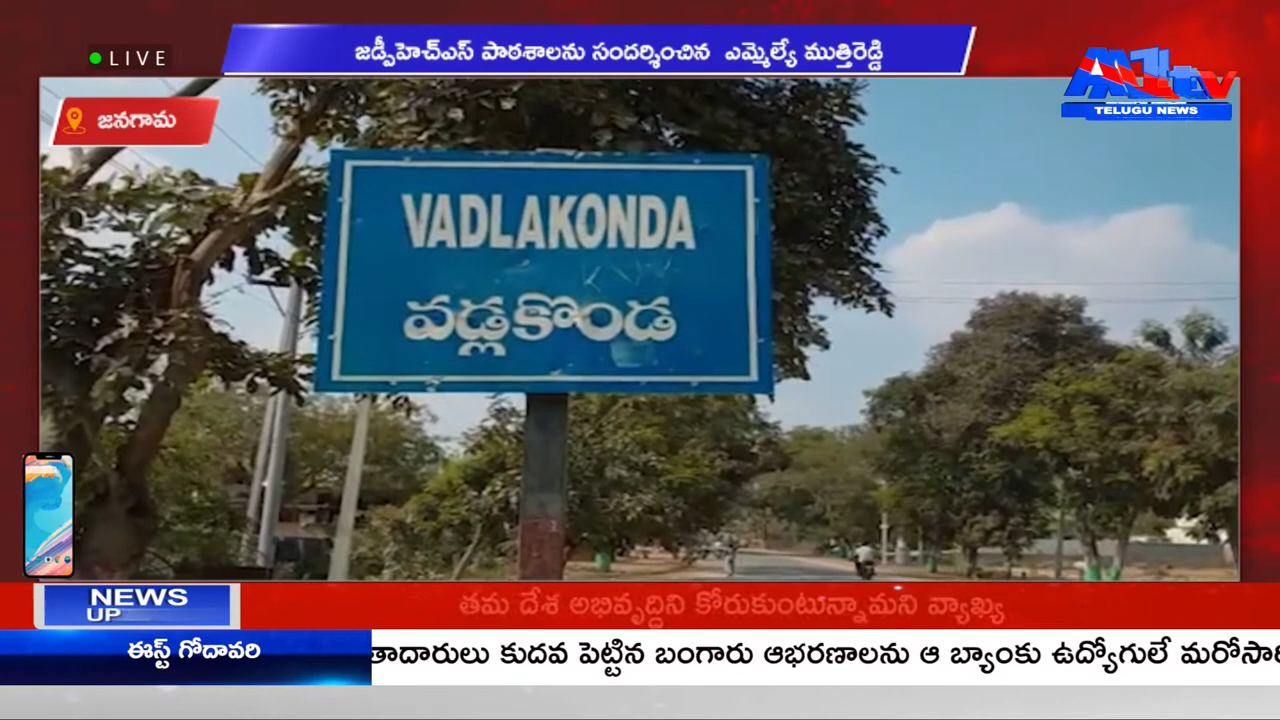 LIVE
జడ్పీహెచ్ఎస్ పాఠశాలను సందర్శించిన ఎమ్మెల్యే ముత్తిరెడ్డి
TELUGU NEWS
జనగామ
VADLAKONDA
వడ్లకొండ
NEWS
UP
తమ దేశ అభివృద్దిని కోరుకుంటున్నామని వ్యాఖ్య
ఈస్ట్ గోదావరి
తాదారులు కుదవ పెట్టిన బంగారు ఆభరణాలను ఆ బ్యాంకు ఉద్యోగులే